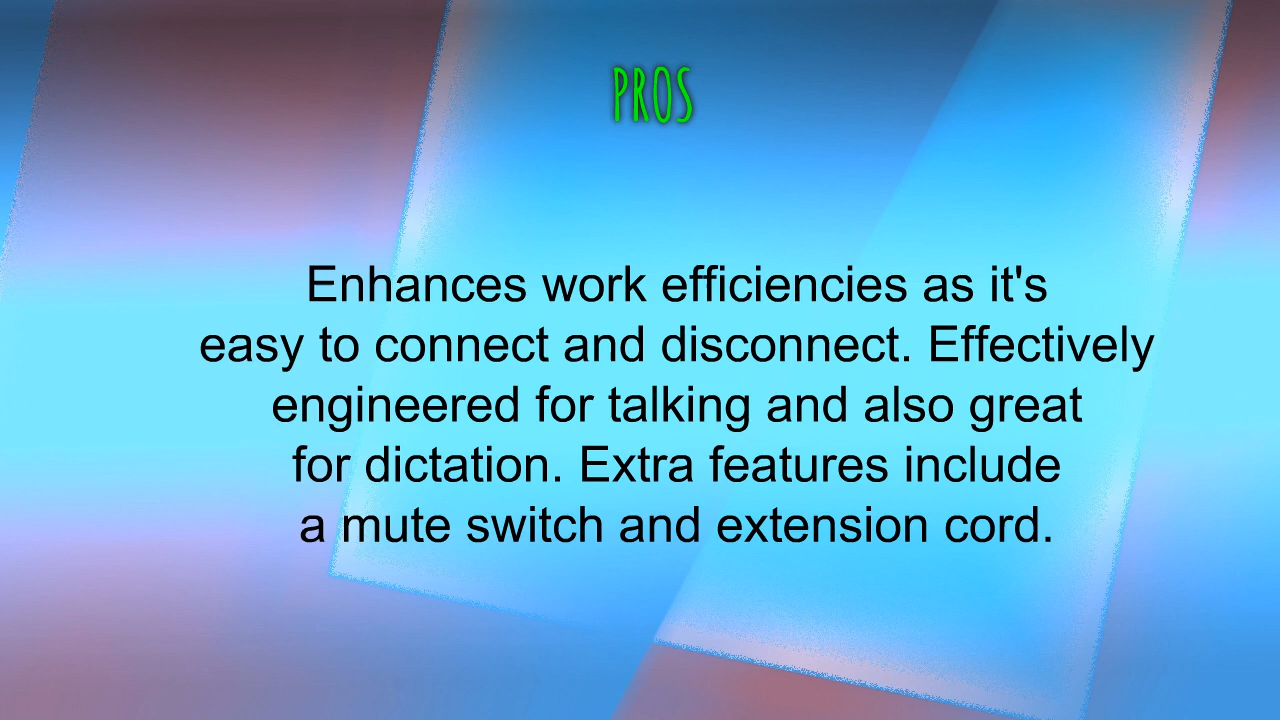 PROS
Enhances work efficiencies as it's
easy to connect and disconnect. Effectively
engineered for talking and also great
for dictation. Extra features include
a mute switch and extension cord.